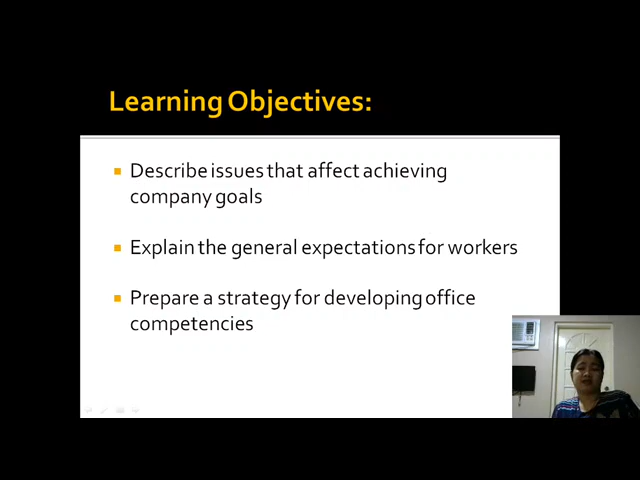 Learning Objectives:
Describe issues that affect achieving
company goals
Explain the general expectations for workers
Prepare a strategy for developing office
competencies